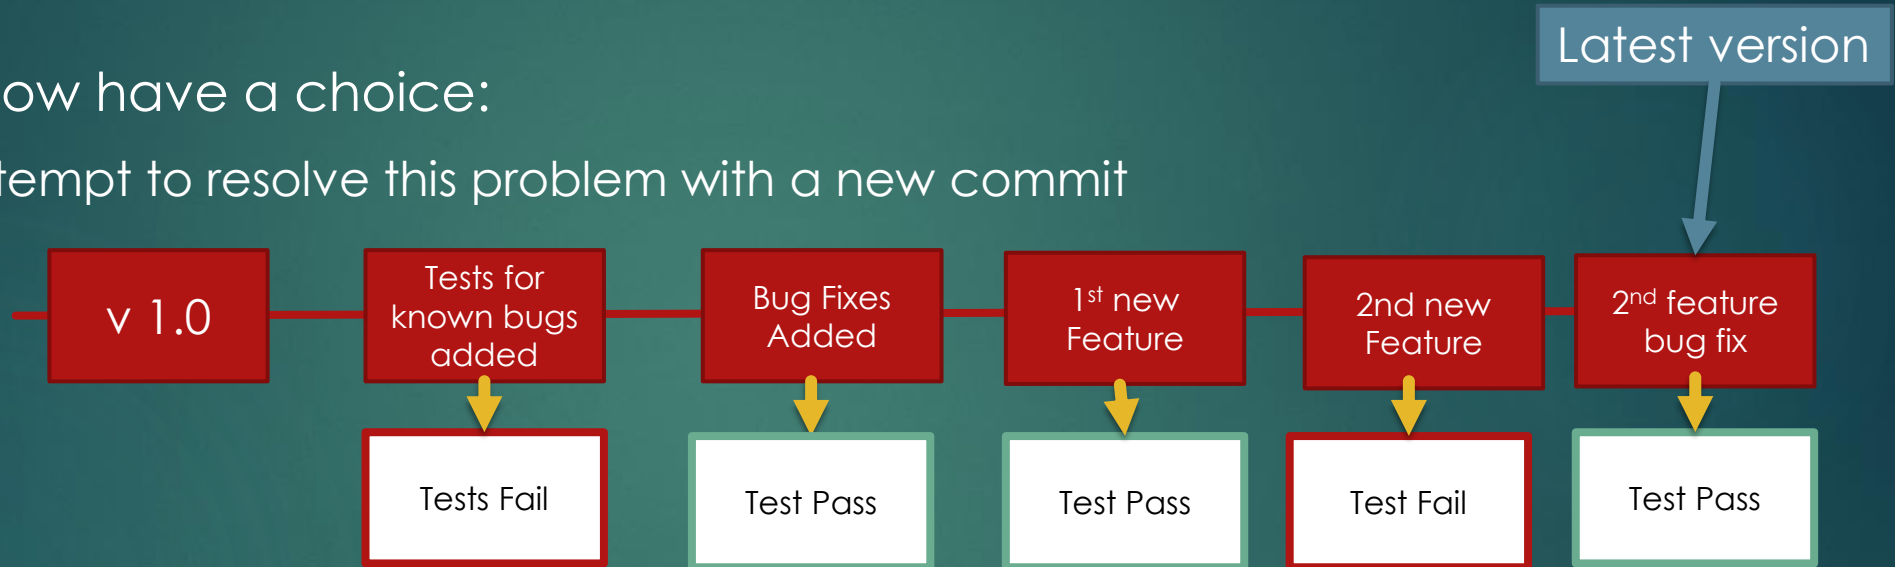 Latest version
ow have a choice:
tempt to resolve this problem with a new commit
v 1.0
Tests for
known bugs
added
Bug Fixes
Added
1st new
Feature
2nd new
Feature
2nd feature
bug fix
Tests Fail
Test Pass
Test Pass
Test Fail
Test Pass